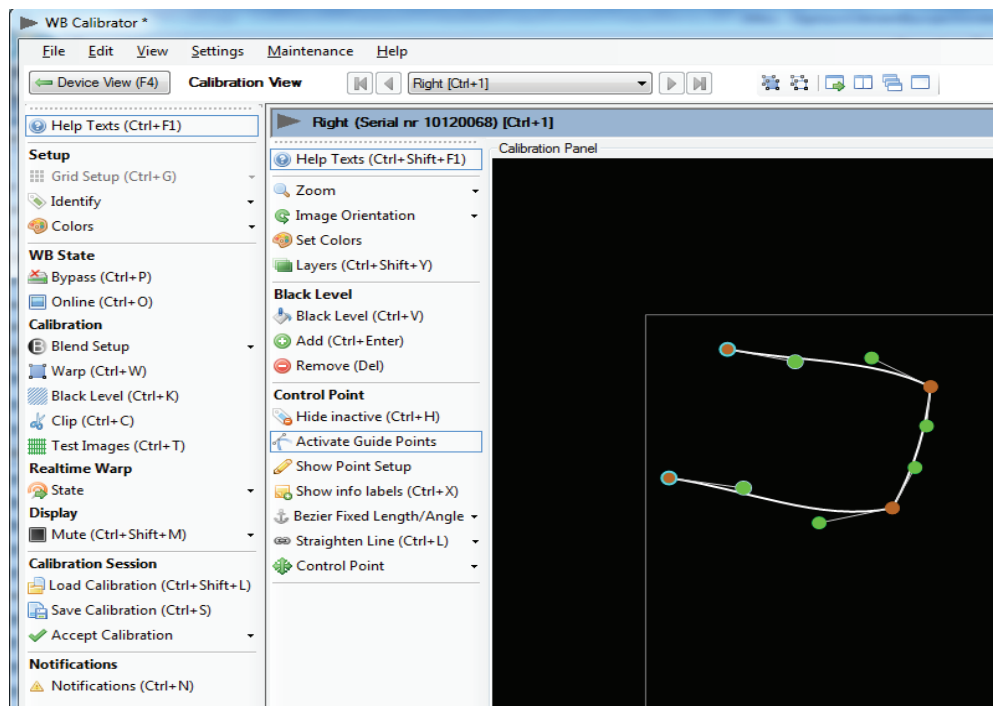 WB Calibrator *
File Edit View Settings Maintenance Help
Device View (F4) Calibration View Right [Ctrl+1]
Help Texts (Ctrl+F1)
Setup
Grid Setup (Ctrl+G)
Identify
Colors
WB State
Bypass (Ctrl+P)
Online (Ctrl+O)
Calibration
Blend Setup
Warp (Ctrl+W)
Black Level (Ctrl+K)
Clip (Ctrl+C)
Test Images (Ctrl+T)
Realtime Warp
State
Display
Mute (Ctrl+Shift+M)
Calibration Session
Load Calibration (Ctrl+Shift+L)
Save Calibration (Ctrl+S)
Accept Calibration
Notifications
Notifications (Ctrl+N)
Right (Serial nr 10120068) [Ctrl+1]
Help Texts (Ctrl+Shift+F1)
Zoom
Image Orientation
Set Colors
Layers (Ctrl+Shift+Y)
Black Level
Black Level (Ctrl+V)
Add (Ctrl+Enter)
Remove (Del)
Control Point
Hide inactive (Ctrl+H)
Activate Guide Points
Show Point Setup
Show info labels (Ctrl+X)
Bezier Fixed Length/Angle
Straighten Line (Ctrl+L)
Control Point
Calibration Panel